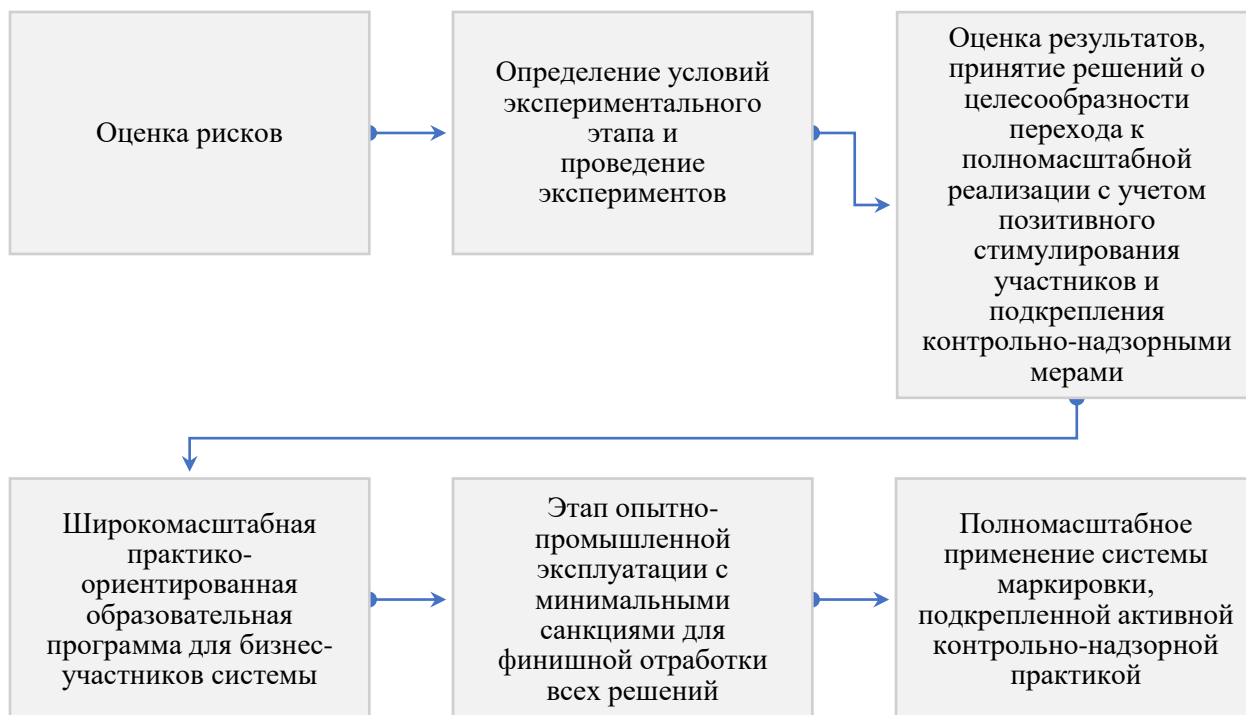 Оценка рисков
Определение условий
экспериментального
этапа и
проведение
экспериментов
Оценка результатов,
принятие решений о
целесообразности
перехода к
полномасштабной
реализации с учетом
позитивного
стимулирования
участников и
подкрепления
контрольно-надзорными
мерами
Широкомасштабная
практико-
ориентированная
образовательная
программа для бизнес-
участников системы
Этап опытно-
промышленной
эксплуатации с
минимальными
санкциями для
финишной отработки
всех решений
Полномасштабное
применение системы
маркировки,
подкрепленной активной
контрольно-надзорной
практикой